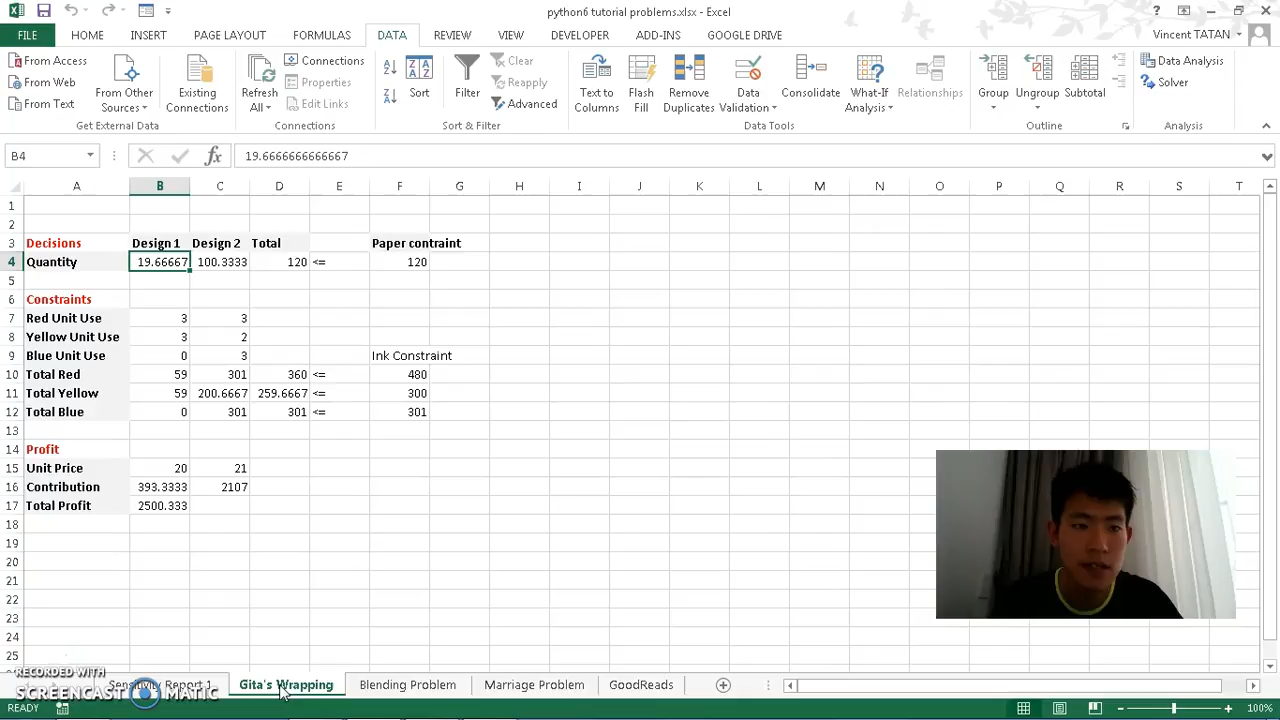 python6 tutorial problems.xlsx - Excel
FILE HOME INSERT PAGE LAYOUT FORMULAS DATA REVIEW VIEW DEVELOPER ADD-INS GOOGLE DRIVE Vincent TATAN
From Access
From Web
From Text
From Other Sources
Existing Connections
Get External Data
Refresh All
Connections
Properties
Edit Links
Connections
Sort
Filter
Clear
Reapply
Advanced
Sort & Filter
Text to Columns
Flash Fill
Remove Duplicates
Data Validation
Consolidate
What-If Analysis
Relationships
Data Tools
Group
Ungroup
Subtotal
Outline
Data Analysis
Solver
Analysis
B4 fx 19.6666666666667
A B C D E F G H I J K L M N O P Q R S T
1
2
3 Decisions Design 1 Design 2 Total Paper contraint
4 Quantity 19.66667 100.3333 120 <= 120
5
6 Constraints
7 Red Unit Use 3 3
8 Yellow Unit Use 3 2
9 Blue Unit Use 0 3 Ink Constraint
10 Total Red 59 301 360 <= 480
11 Total Yellow 59 200.6667 259.6667 <= 300
12 Total Blue 0 301 301 <= 301
13
14 Profit
15 Unit Price 20 21
16 Contribution 393.3333 2107
17 Total Profit 2500.333
18
19
20
21
22
23
24
25
RECORDED WITH
SCREENCAST MATIC
Sensitivity Report 1 Gita's Wrapping Blending Problem Marriage Problem GoodReads
READY 100%